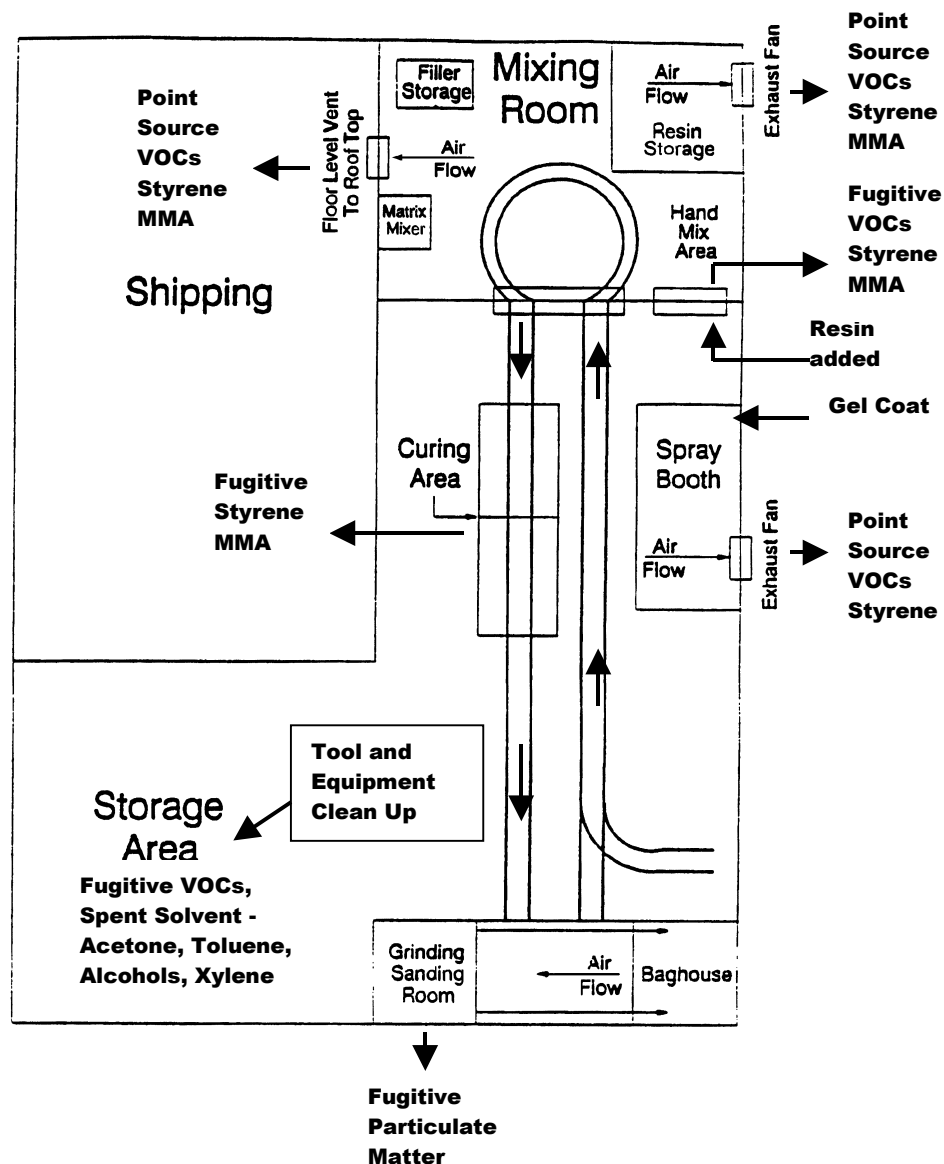 Point
Source
VOCs
Styrene
MMA
Floor Level Vent
To Roof Top
Air
Flow
Filler
Storage
Matrix
Mixer
Mixing
Room
Air
Flow
Resin
Storage
Exhaust Fan
Point
Source
VOCs
Styrene
MMA
Hand
Mix
Area
Fugitive
VOCs
Styrene
MMA
Resin
added
Shipping
Gel Coat
Curing
Area
Spray
Booth
Air
Flow
Exhaust Fan
Point
Source
VOCs
Styrene
Fugitive
Styrene
MMA
Tool and
Equipment
Clean Up
Storage
Area
Fugitive VOCs,
Spent Solvent -
Acetone, Toluene,
Alcohols, Xylene
Grinding
Sanding
Room
Air
Flow
Baghouse
Fugitive
Particulate
Matter